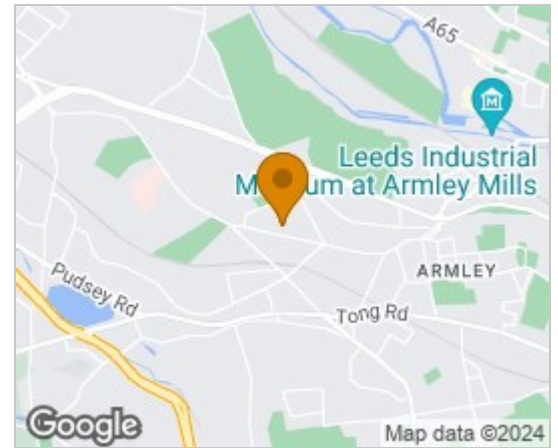 A65
Leeds Industrial
M um at Armley Mills
M
ARMLEY
Pudsey Rd
Tong Rd
Google
Map data ©2024